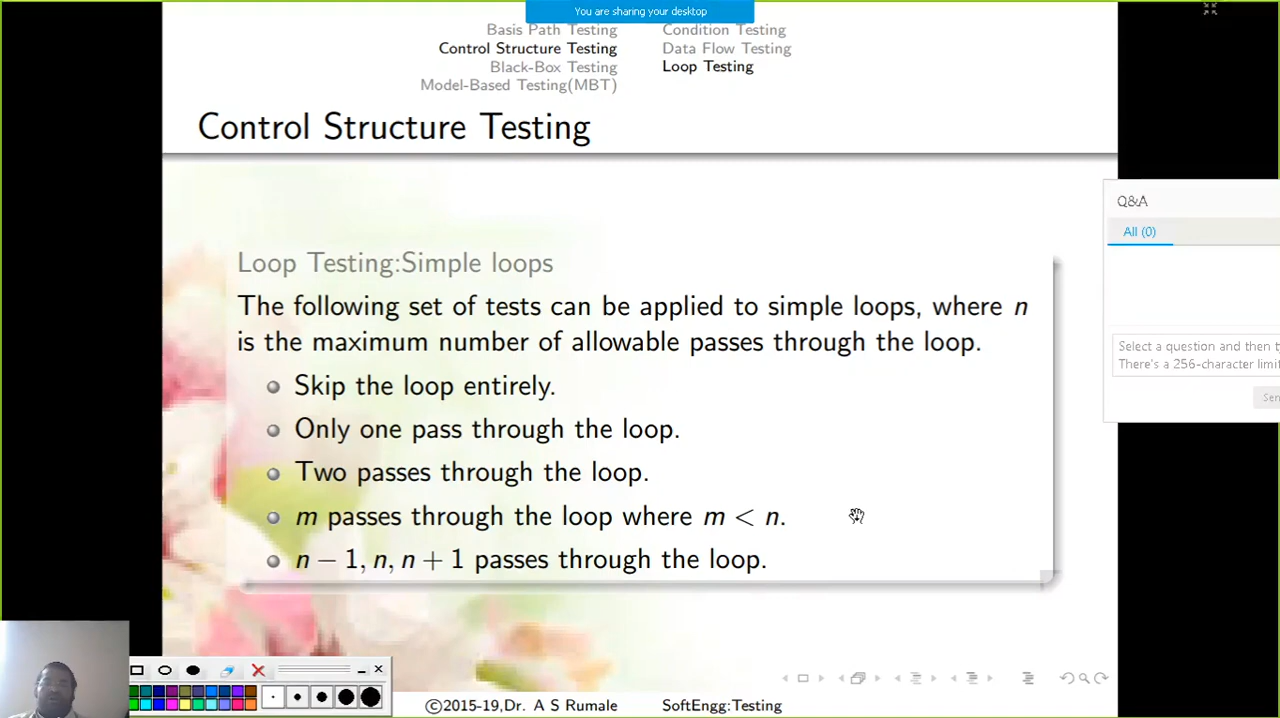 You are sharing your desktop
Basis Path Testing
Control Structure Testing
Black-Box Testing
Model-Based Testing(MBT)
Condition Testing
Data Flow Testing
Loop Testing
Control Structure Testing
Loop Testing:Simple loops
The following set of tests can be applied to simple loops, where n
is the maximum number of allowable passes through the loop.
Skip the loop entirely.
Only one pass through the loop.
Two passes through the loop.
m passes through the loop where m < n.
n − 1, n, n + 1 passes through the loop.
Q&A
All (0)
Select a question and then
There's a 256-character
©2015-19,Dr. A S Rumale
SoftEngg:Testing